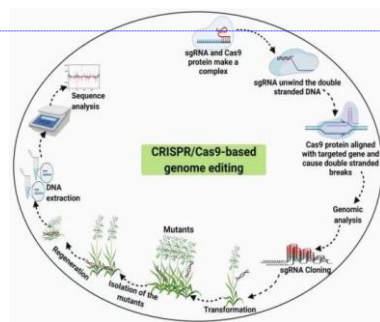 sgRNA and Cas9
protein make a
complex
sgRNA unwind the double
stranded DNA
Cas9 protein aligned
with targeted gene and
cause double stranded
breaks
Genomic
analysis
sgRNA Cloning
Transformation
Mutants
Isolation of the
mutants
Regeneration
DNA
extraction
Sequence
analysis
CRISPR/Cas9-based
genome editing